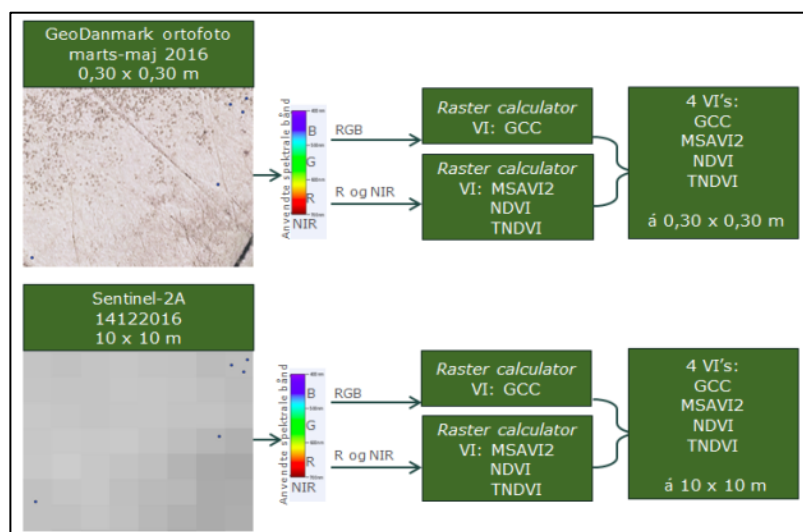 GeoDanmark ortofoto
marts-maj 2016
0,30 x 0,30 m
Anvendte spektrale bånd
B
G
R
NIR
RGB
R og NIR
Raster calculator
VI: GCC
Raster calculator
VI: MSAVI2
NDVI
TNDVI
4 VI's:
GCC
MSAVI2
NDVI
TNDVI
á 0,30 x 0,30 m
Sentinel-2A
14122016
10 x 10 m
Anvendte spektrale bånd
B
G
R
NIR
RGB
R og NIR
Raster calculator
VI: GCC
Raster calculator
VI: MSAVI2
NDVI
TNDVI
4 VI's:
GCC
MSAVI2
NDVI
TNDVI
á 10 x 10 m